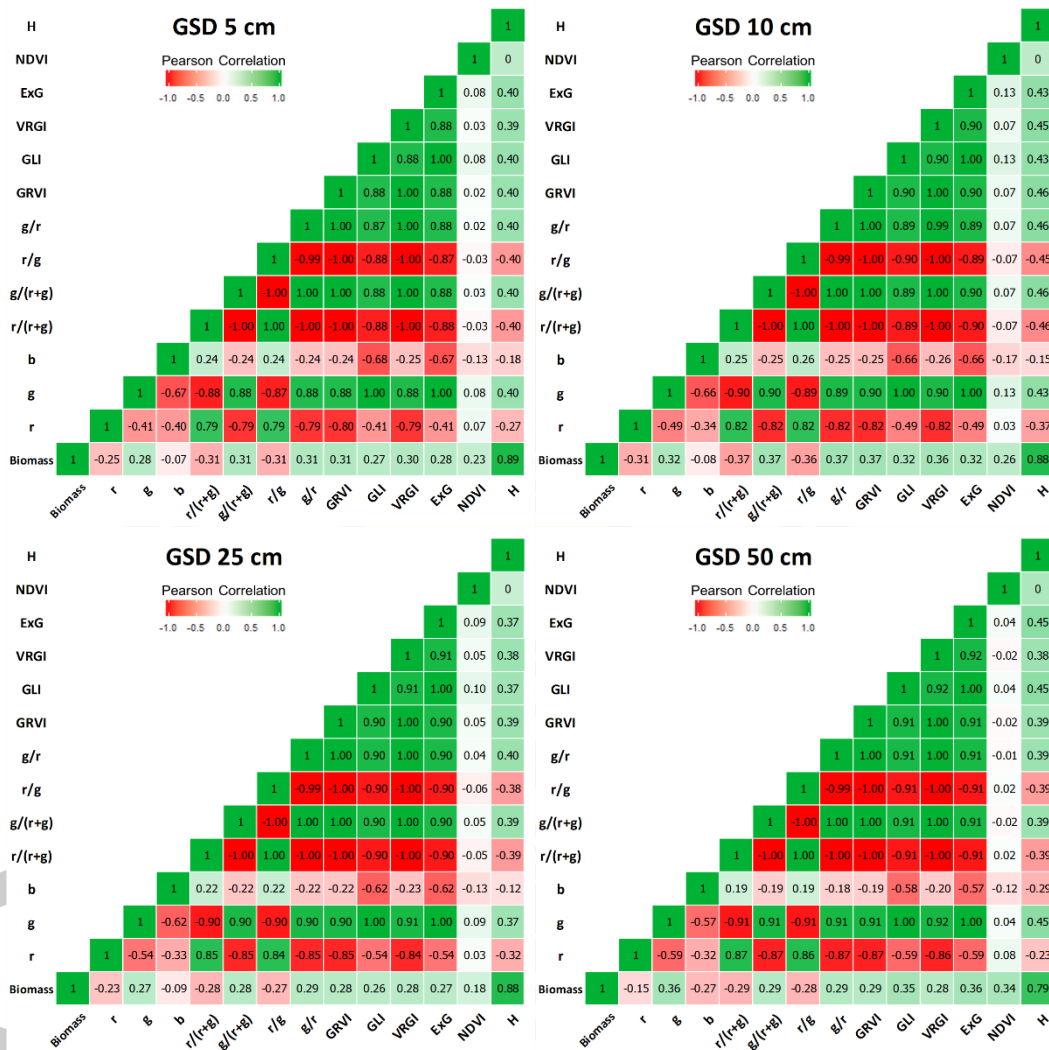 GSD 5 cm
Pearson Correlation
-1.0 -0.5 0.0 0.5 1.0
H 1
NDVI 1 0
ExG 1 0.08 0.40
VRGI 1 0.88 0.03 0.39
GLI 1 0.88 1.00 0.08 0.40
GRVI 1 0.88 1.00 0.88 0.02 0.40
g/r 1 1.00 0.87 1.00 0.88 0.02 0.40
r/g 1 -0.99 -1.00 -0.88 -1.00 -0.87 -0.03 -0.40
g/(r+g) 1 -1.00 1.00 1.00 0.88 1.00 0.88 0.03 0.40
r/(r+g) 1 -1.00 1.00 -1.00 -1.00 -0.88 -1.00 -0.88 -0.03 -0.40
b 1 0.24 -0.24 0.24 -0.24 -0.24 -0.68 -0.25 -0.67 -0.13 -0.18
g 1 -0.67 -0.88 0.88 -0.87 0.88 0.88 1.00 0.88 1.00 0.08 0.40
r 1 -0.41 -0.40 0.79 -0.79 0.79 -0.79 -0.80 -0.41 -0.79 -0.41 0.07 -0.27
Biomass 1 -0.25 0.28 -0.07 -0.31 0.31 -0.31 0.31 0.31 0.27 0.30 0.28 0.23 0.89
Biomass r g b r/(r+g) g/(r+g) r/g g/r GRVI GLI VRGI ExG NDVI H
GSD 10 cm
Pearson Correlation
-1.0 -0.5 0.0 0.5 1.0
H 1
NDVI 1 0
ExG 1 0.13 0.43
VRGI 1 0.90 0.07 0.45
GLI 1 0.90 1.00 0.13 0.43
GRVI 1 0.90 1.00 0.90 0.07 0.46
g/r 1 1.00 0.89 0.99 0.89 0.07 0.46
r/g 1 -0.99 -1.00 -0.90 -1.00 -0.89 -0.07 -0.45
g/(r+g) 1 -1.00 1.00 1.00 0.89 1.00 0.90 0.07 0.46
r/(r+g) 1 -1.00 1.00 -1.00 -1.00 -0.89 -1.00 -0.90 -0.07 -0.46
b 1 0.25 -0.25 0.26 -0.25 -0.25 -0.66 -0.26 -0.66 -0.17 -0.15
g 1 -0.66 -0.90 0.90 -0.89 0.89 0.90 1.00 0.90 1.00 0.13 0.43
r 1 -0.49 -0.34 0.82 -0.82 0.82 -0.82 -0.82 -0.49 -0.82 -0.49 0.03 -0.37
Biomass 1 -0.31 0.32 -0.08 -0.37 0.37 -0.36 0.37 0.37 0.32 0.36 0.32 0.26 0.88
Biomass r g b r/(r+g) g/(r+g) r/g g/r GRVI GLI VRGI ExG NDVI H
GSD 25 cm
Pearson Correlation
-1.0 -0.5 0.0 0.5 1.0
H 1
NDVI 1 0
ExG 1 0.09 0.37
VRGI 1 0.91 0.05 0.38
GLI 1 0.91 1.00 0.10 0.37
GRVI 1 0.90 1.00 0.90 0.05 0.39
g/r 1 1.00 0.90 1.00 0.90 0.04 0.40
r/g 1 -0.99 -1.00 -0.90 -1.00 -0.90 -0.06 -0.38
g/(r+g) 1 -1.00 1.00 1.00 0.90 1.00 0.90 0.05 0.39
r/(r+g) 1 -1.00 1.00 -1.00 -1.00 -0.90 -1.00 -0.90 -0.05 -0.39
b 1 0.22 -0.22 0.22 -0.22 -0.22 -0.62 -0.23 -0.62 -0.13 -0.12
g 1 -0.62 -0.90 0.90 -0.90 0.90 0.90 1.00 0.91 1.00 0.09 0.37
r 1 -0.54 -0.33 0.85 -0.85 0.84 -0.85 -0.85 -0.54 -0.84 -0.54 0.03 -0.32
Biomass 1 -0.23 0.27 -0.09 -0.28 0.28 -0.27 0.29 0.28 0.26 0.28 0.27 0.18 0.88
Biomass r g b r/(r+g) g/(r+g) r/g g/r GRVI GLI VRGI ExG NDVI H
GSD 50 cm
Pearson Correlation
-1.0 -0.5 0.0 0.5 1.0
H 1
NDVI 1 0
ExG 1 0.04 0.45
VRGI 1 0.92 -0.02 0.38
GLI 1 0.92 1.00 0.04 0.45
GRVI 1 0.91 1.00 0.91 -0.02 0.39
g/r 1 1.00 0.91 1.00 0.91 -0.01 0.39
r/g 1 -0.99 -1.00 -0.91 -1.00 -0.91 0.02 -0.39
g/(r+g) 1 -1.00 1.00 1.00 0.91 1.00 0.91 -0.02 0.39
r/(r+g) 1 -1.00 1.00 -1.00 -1.00 -0.91 -1.00 -0.91 0.02 -0.39
b 1 0.19 -0.19 0.19 -0.18 -0.19 -0.58 -0.20 -0.57 -0.12 -0.29
g 1 -0.57 -0.91 0.91 -0.91 0.91 0.91 1.00 0.92 1.00 0.04 0.45
r 1 -0.59 -0.32 0.87 -0.87 0.86 -0.87 -0.87 -0.59 -0.86 -0.59 0.08 -0.23
Biomass 1 -0.15 0.36 -0.27 -0.29 0.29 -0.28 0.29 0.29 0.35 0.28 0.36 0.34 0.79
Biomass r g b r/(r+g) g/(r+g) r/g g/r GRVI GLI VRGI ExG NDVI H